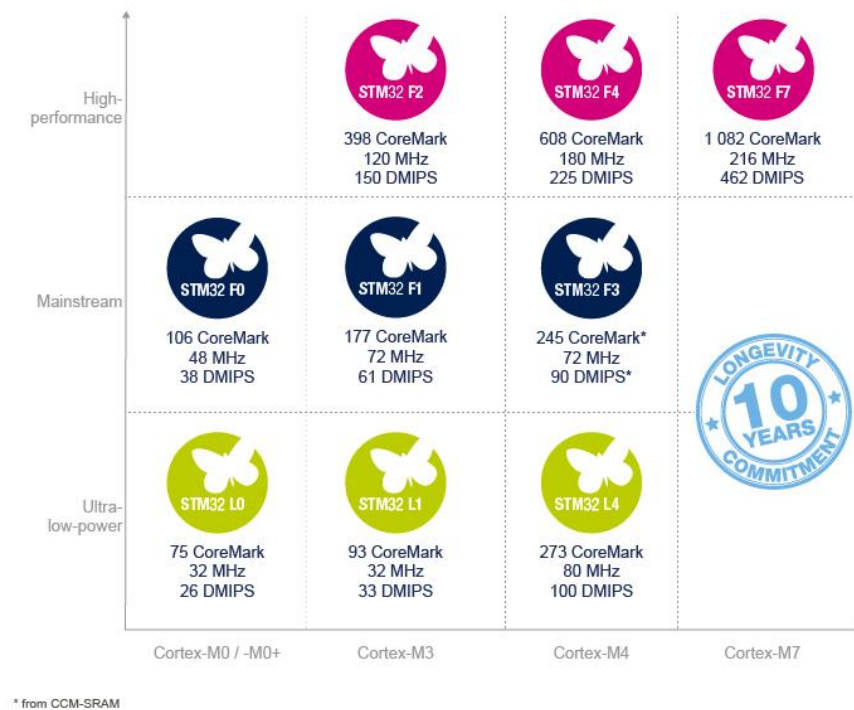 High-
performance
STM32 F2
398 CoreMark
120 MHz
150 DMIPS
STM32 F4
608 CoreMark
180 MHz
225 DMIPS
STM32 F7
1 082 CoreMark
216 MHz
462 DMIPS
Mainstream
STM32 F0
106 CoreMark
48 MHz
38 DMIPS
STM32 F1
177 CoreMark
72 MHz
61 DMIPS
STM32 F3
245 CoreMark*
72 MHz
90 DMIPS*
LONGEVITY
10
YEARS
COMMITMENT
Ultra-
low-power
STM32 L0
75 CoreMark
32 MHz
26 DMIPS
STM32 L1
93 CoreMark
32 MHz
33 DMIPS
STM32 L4
273 CoreMark
80 MHz
100 DMIPS
Cortex-M0 / -M0+
Cortex-M3
Cortex-M4
Cortex-M7
* from CCM-SRAM